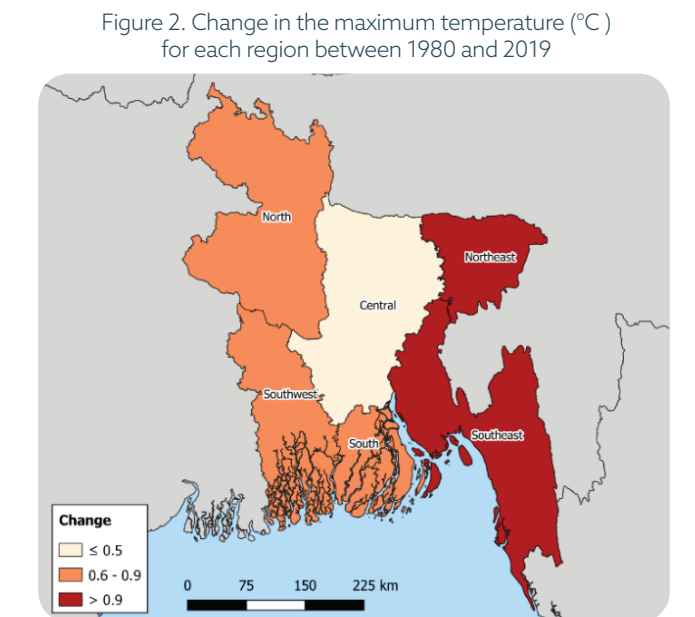 Figure 2. Change in the maximum temperature (°C )
for each region between 1980 and 2019
North
Northeast
Central
Southwest
South
Southeast
Change
≤ 0.5
0.6 - 0.9
> 0.9
0 75 150 225 km